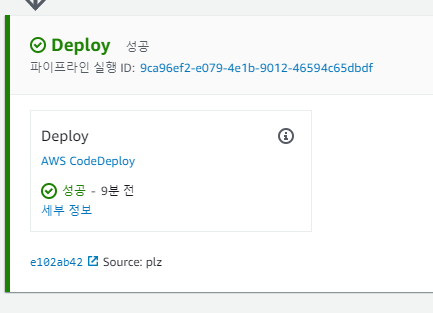 Deploy 성공
파이프라인 실행 ID: 9ca96ef2-e079-4e1b-9012-46594c65dbdf
Deploy
AWS CodeDeploy
성공 - 9분 전
세부 정보
e102ab42 Source: plz